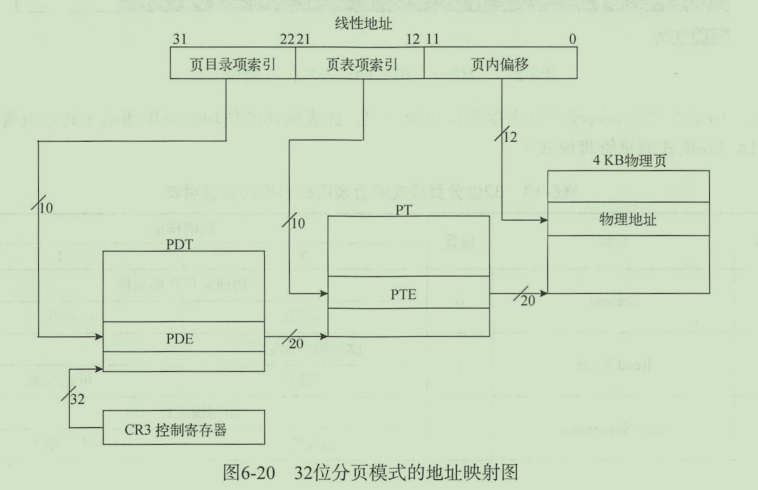 线性地址
31 22 21 12 11 0
页目录项索引 页表项索引 页内偏移
12
4 KB物理页
10 10 PT 物理地址
PDT
PTE
20
PDE
20
32
CR3 控制寄存器
图6-20 32位分页模式的地址映射图